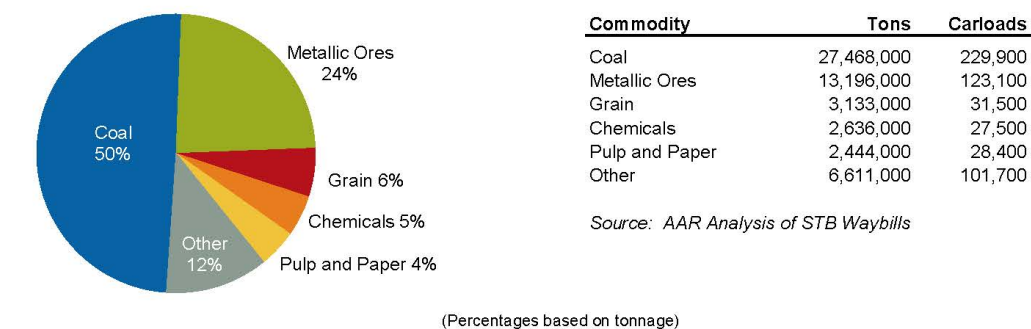 Metallic Ores
24%
Coal
50%
Grain 6%
Chemicals 5%
Other
12%
Pulp and Paper 4%
Commodity Tons Carloads
Coal 27,468,000 229,900
Metallic Ores 13,196,000 123,100
Grain 3,133,000 31,500
Chemicals 2,636,000 27,500
Pulp and Paper 2,444,000 28,400
Other 6,611,000 101,700
Source: AAR Analysis of STB Waybills
(Percentages based on tonnage)